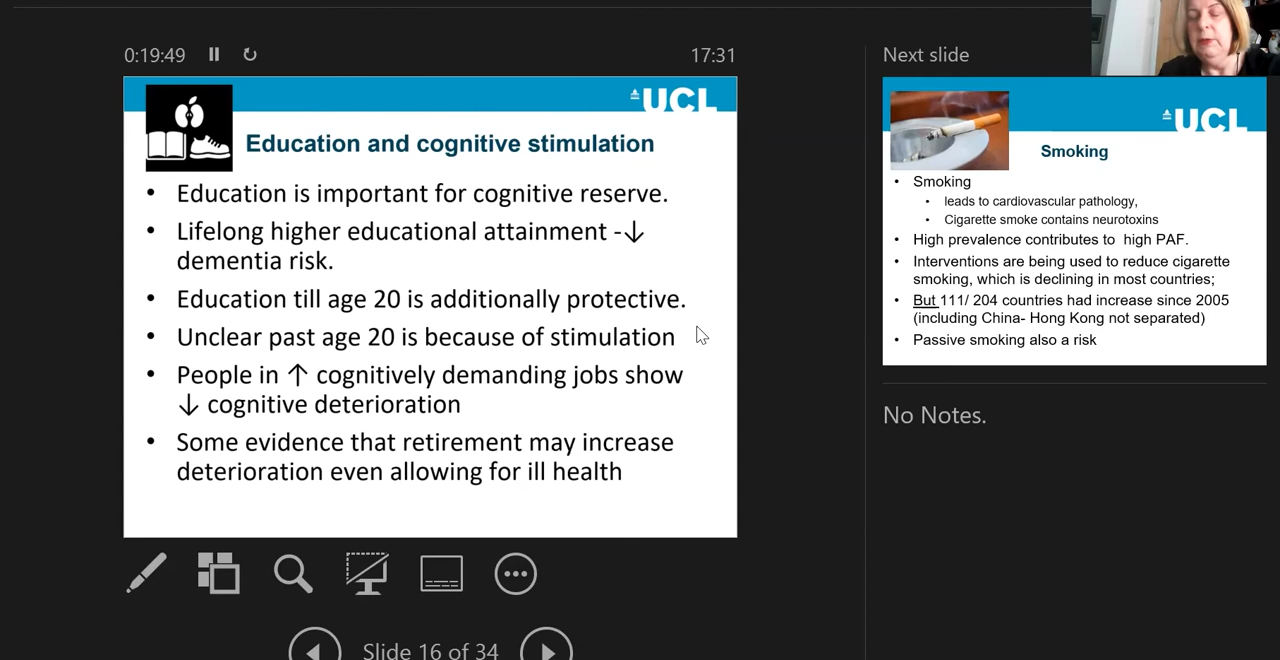 0:19:49
17:31
UCL
Education and cognitive stimulation
• Education is important for cognitive reserve.
• Lifelong higher educational attainment -↓
dementia risk.
• Education till age 20 is additionally protective.
• Unclear past age 20 is because of stimulation
• People in ↑ cognitively demanding jobs show
↓ cognitive deterioration
• Some evidence that retirement may increase
deterioration even allowing for ill health
Slide 16 of 34
Next slide
UCL
Smoking
• Smoking
• leads to cardiovascular pathology,
• Cigarette smoke contains neurotoxins
• High prevalence contributes to high PAF.
• Interventions are being used to reduce cigarette
smoking, which is declining in most countries;
• But 111/ 204 countries had increase since 2005
(including China- Hong Kong not separated)
• Passive smoking also a risk
No Notes.